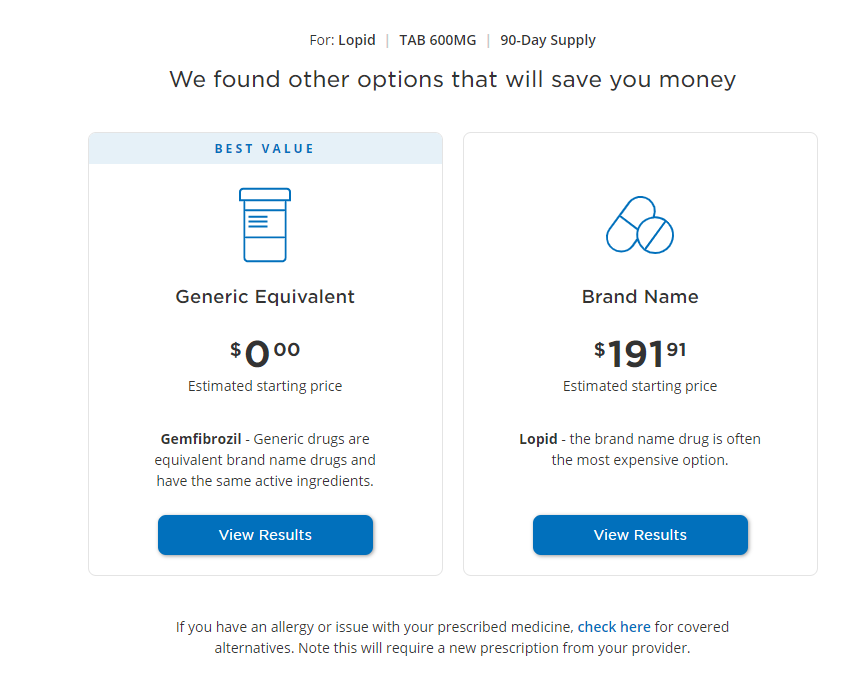 For: Lopid | TAB 600MG | 90-Day Supply
We found other options that will save you money
BEST VALUE
Generic Equivalent
$0.00
Estimated starting price
Gemfibrozil - Generic drugs are
equivalent brand name drugs and
have the same active ingredients.
View Results
Brand Name
$191 91
Estimated starting price
Lopid - the brand name drug is often
the most expensive option.
View Results
If you have an allergy or issue with your prescribed medicine, check here for covered
alternatives. Note this will require a new prescription from your provider.